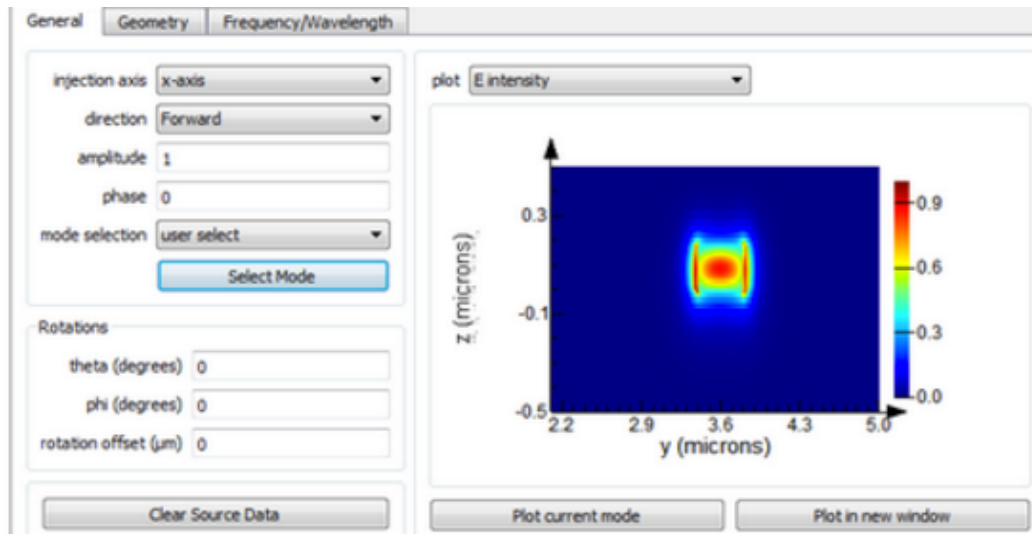 General Geometry Frequency/Wavelength
injection axis x-axis
direction Forward
amplitude 1
phase 0
mode selection user select
Select Mode
Rotations
theta (degrees) 0
phi (degrees) 0
rotation offset (µm) 0
Clear Source Data
plot E intensity
z (microns)
0.3
-0.1
-0.5
2.2 2.9 3.6 4.3 5.0
y (microns)
0.9
0.6
0.3
0.0
Plot current mode Plot in new window